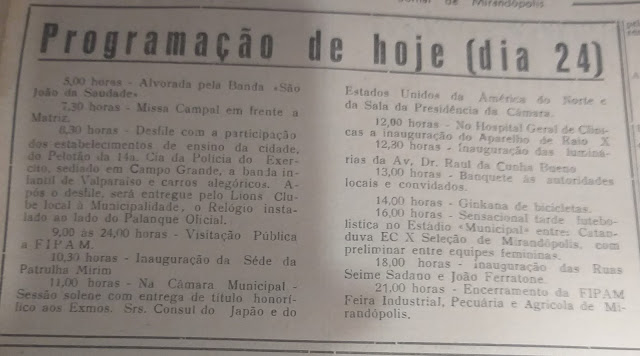 Jornal de Mirandópolis
Programação de hoje (dia 24)
5,00 horas - Alvorada pela Banda «São
João da Saudade»
7,30 horas - Missa Campal em frente a
Matriz.
8,30 horas - Desfile com a participação
dos estabelecimentos de ensino da cidade,
do Pelotão da 14a. Cia da Polícia do Exer-
cito, sediado em Campo Grande, a banda in-
fantil de Valparaiso e carros alegóricos. A-
pós o desfile, será entregue pelo Lions Clu-
be local à Municipalidade, o Relógio insta-
lado ao lado do Palanque Oficial.
9,00 às 24,00 horas - Visitação Pública
a FIPAM.
10,30 horas - Inauguração da Séde da
Patrulha Mirim
11,00 horas - Na Câmara Municipal -
Sessão solene com entrega de título honorí-
fico aos Exmos. Srs. Consul do Japão e do
Estados Unidos da América do Norte e
da Sala da Presidência da Câmara.
12,00 horas - No Hospital Geral de Clíni-
cas a inauguração do Aparelho de Raio X
12,30 horas - Inauguração das luminá-
rias da Av. Dr. Raul da Cunha Bueno
13,00 horas - Banquete às autoridades
locais e convidados.
14,00 horas - Ginkana de bicicletas.
16,00 horas - Sensacional tarde futebo-
listica no Estádio «Municipal» entre: Catan-
duva EC X Seleção de Mirandópolis, com
preliminar entre equipes femininas.
18,00 horas - Inauguração das Ruas
Seime Sadano e João Ferratone.
21,00 horas - Encerramento da FIPAM
Feira Industrial, Pecuária e Agricola de Mi-
randópolis.